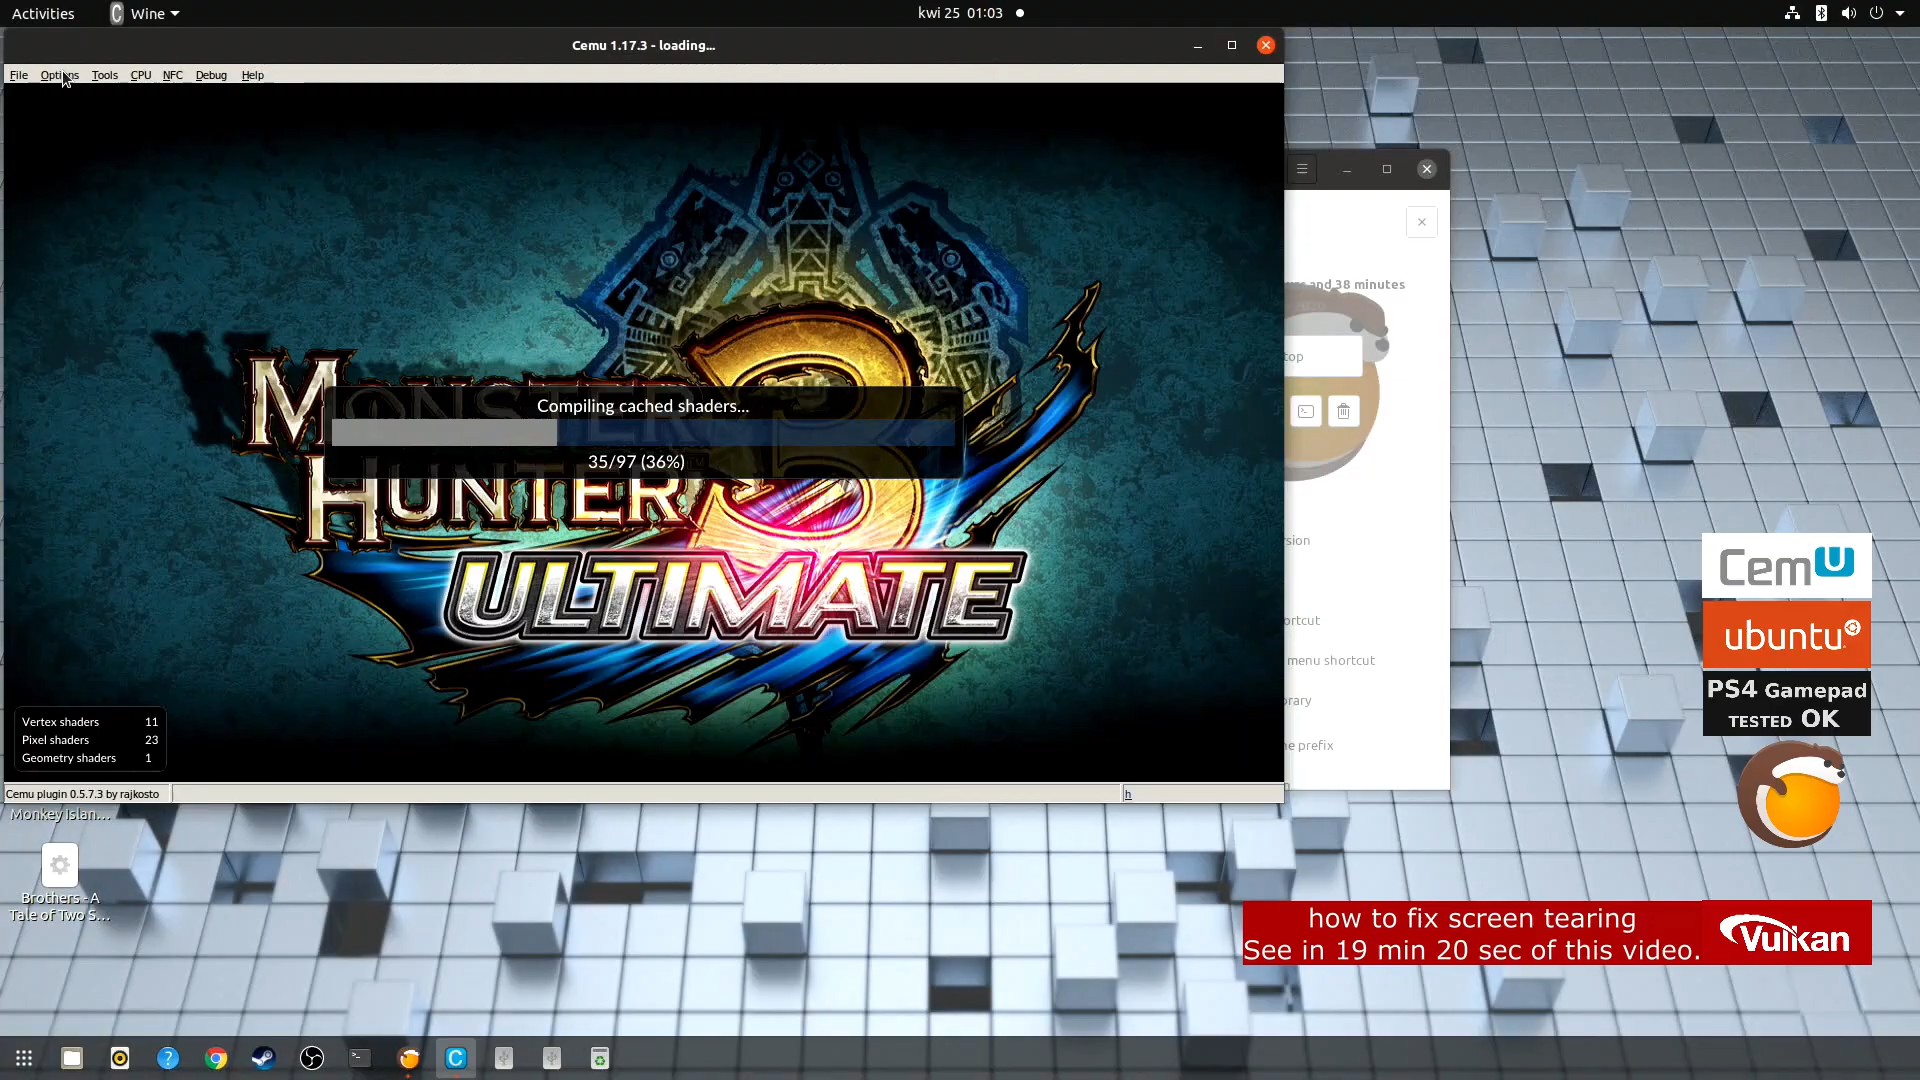 Activities
Wine
kwi 25 01:03
Cemu 1.17.3 - loading...
File Options Tools CPU NFC Debug Help
and 38 minutes
MONSTER
3
HUNTER
ULTIMATE
Compiling cached shaders...
35/97 (36%)
top
sion
ortcut
menu shortcut
rary
ne prefix
Vertex shaders 11
Pixel shaders 23
Geometry shaders 1
Cemu plugin 0.5.7.3 by rajkosto
h
Monkey Islan...
Brothers - A
Tale of Two S...
CemU
ubuntu
PS4 Gamepad
TESTED OK
how to fix screen tearing
See in 19 min 20 sec of this video.
Vulkan